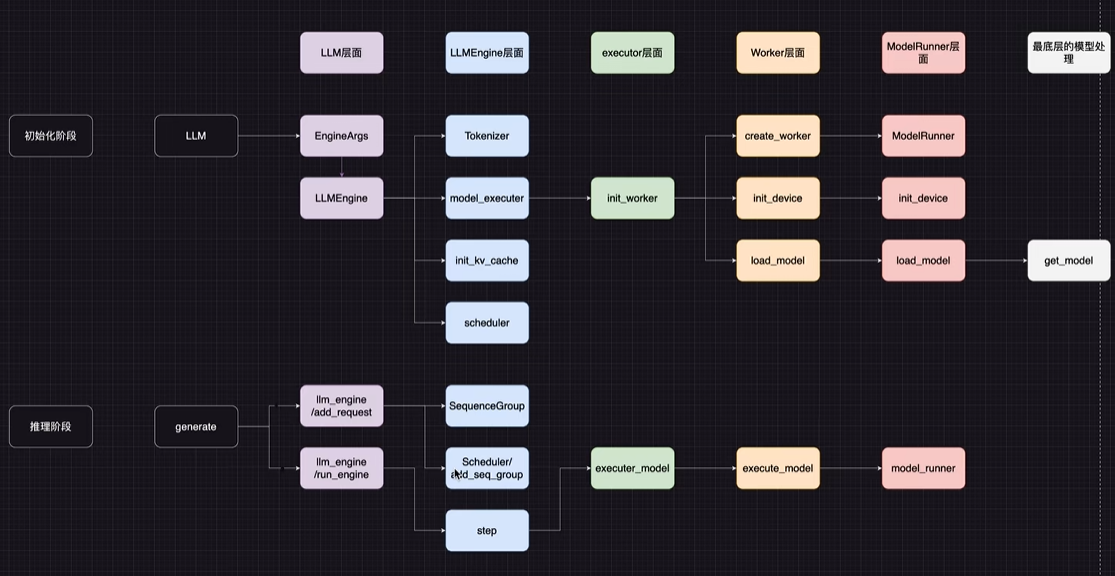 LLM层面
LLMEngine层面
executor层面
Worker层面
ModelRunner层
面
最底层的模型处
理
初始化阶段
LLM
EngineArgs
Tokenizer
create_worker
ModelRunner
LLMEngine
model_executer
init_worker
init_device
init_device
init_kv_cache
load_model
load_model
get_model
scheduler
推理阶段
generate
llm_engine
/add_request
SequenceGroup
llm_engine
/run_engine
Scheduler/
add_seq_group
executer_model
execute_model
model_runner
step